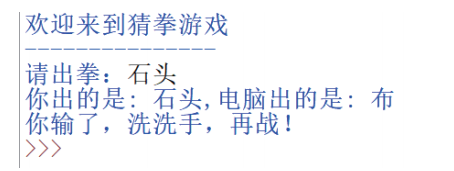 欢迎来到猜拳游戏
---------------
请出拳：石头
你出的是: 石头,电脑出的是: 布
你输了，洗洗手，再战！
>>>